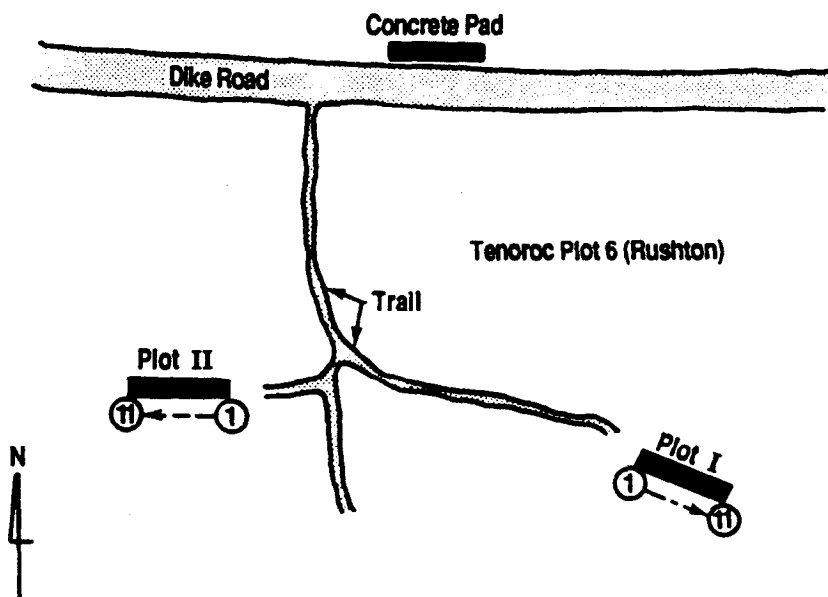 Concrete Pad
Dike Road
Tenoroc Plot 6 (Rushton)
Trail
Plot II
11 1
N
Plot I
1
11